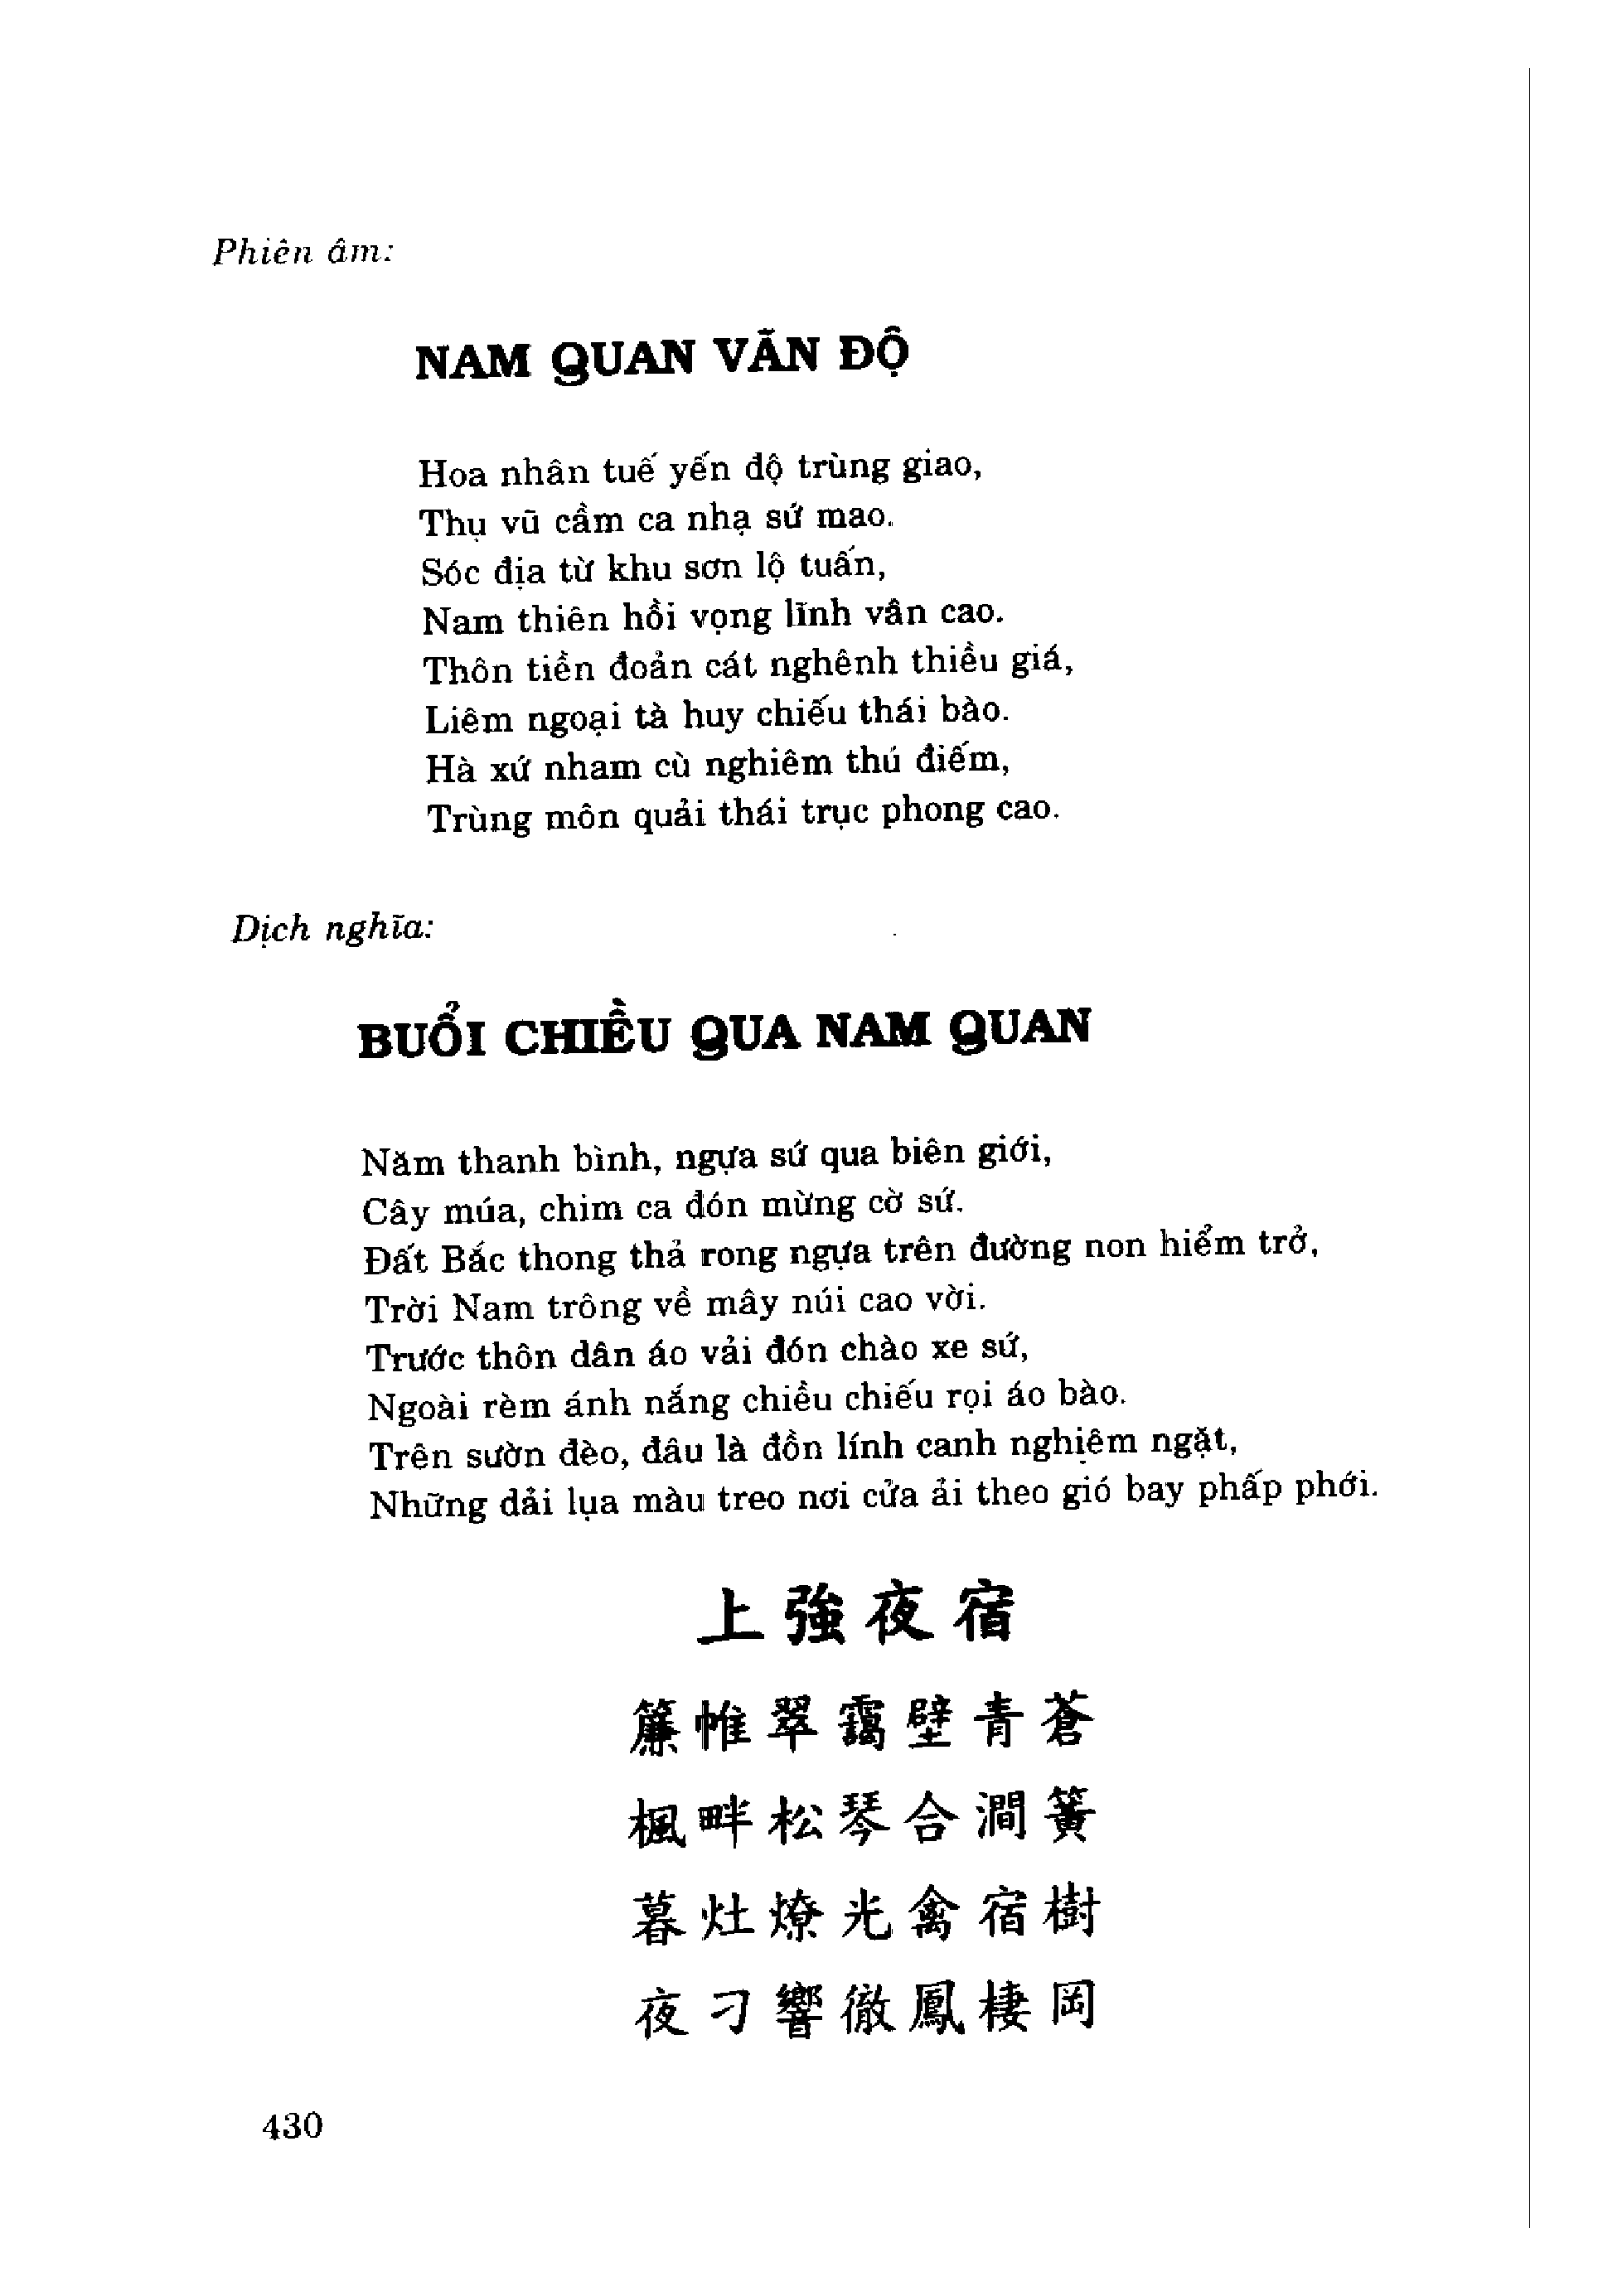 Phiên âm:
NAM QUAN VÃN ĐỘ
Hoa nhân tuế yến độ trùng giao,
Thụ vũ cầm ca nhạ sứ mao.
Sóc địa từ khu sơn lộ tuấn,
Nam thiên hồi vọng lĩnh vân cao.
Thôn tiền đoản cát nghênh thiều giá,
Liêm ngoại tà huy chiếu thái bào.
Hà xứ nham cù nghiêm thú điếm,
Trùng môn quải thái trục phong cao.
Dịch nghĩa:
BUỔI CHIỀU QUA NAM QUAN
Năm thanh bình, ngựa sứ qua biên giới,
Cây múa, chim ca đón mừng cờ sứ.
Đất Bắc thong thả rong ngựa trên đường non hiểm trở,
Trời Nam trông về mây núi cao vời.
Trước thôn dân áo vải đón chào xe sứ,
Ngoài rèm ánh nắng chiều chiếu rọi áo bào.
Trên sườn đèo, đâu là đồn lính canh nghiêm ngặt,
Những dải lụa màu treo nơi cửa ải theo gió bay phấp phới.
上強夜宿
簾帷翠靄壁青蒼
楓畔松琴合澗簧
暮灶燎光禽宿樹
夜刁響徹鳳棲岡
430